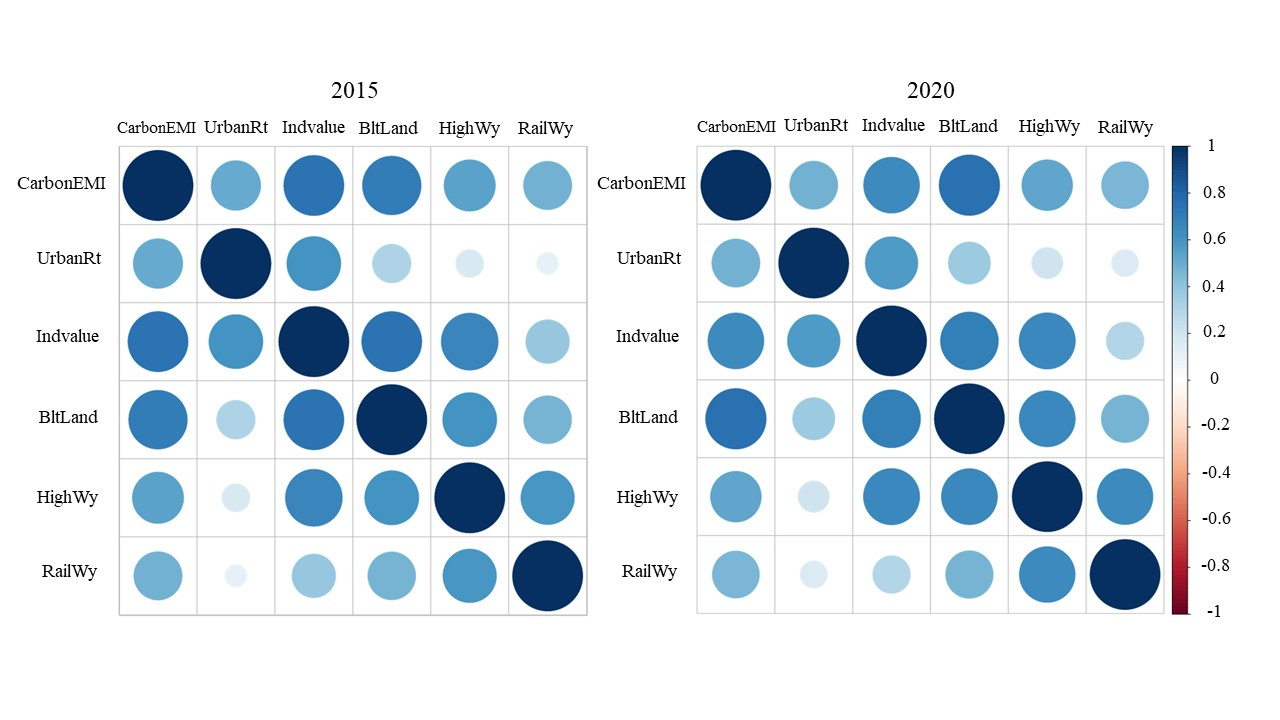 2015
2020
CarbonEMI UrbanRt Indvalue BltLand HighWy RailWy
CarbonEMI UrbanRt Indvalue BltLand HighWy RailWy
CarbonEMI
UrbanRt
Indvalue
BltLand
HighWy
RailWy
CarbonEMI
UrbanRt
Indvalue
BltLand
HighWy
RailWy
1
0.8
0.6
0.4
0.2
0
-0.2
-0.4
-0.6
-0.8
-1